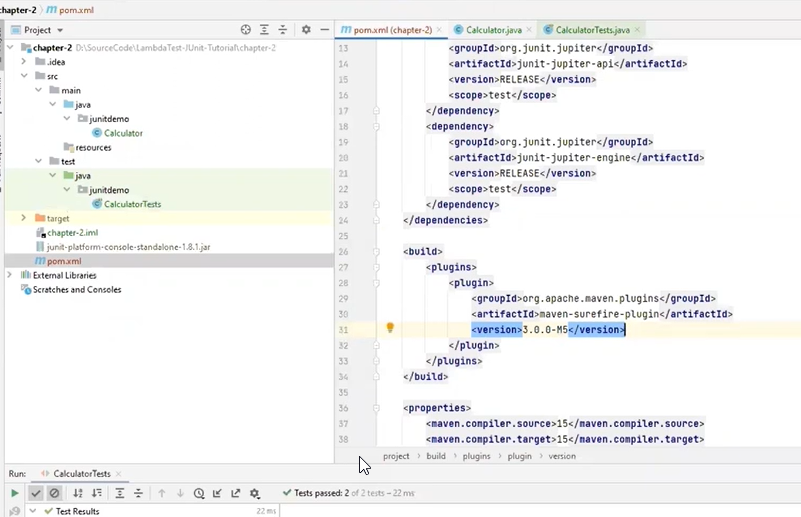 chapter-2 pom.xml
Project
chapter-2 D:\SourceCode\LambdaTest-JUnit-Tutorial\chapter-2
.idea
src
main
java
junitdemo
Calculator
resources
test
java
junitdemo
CalculatorTests
target
chapter-2.iml
junit-platform-console-standalone-1.8.1.jar
pom.xml
External Libraries
Scratches and Consoles
pom.xml (chapter-2) Calculator.java CalculatorTests.java
13 <groupId>org.junit.jupiter</groupId>
14 <artifactId>junit-jupiter-api</artifactId>
15 <version>RELEASE</version>
16 <scope>test</scope>
17 </dependency>
18 <dependency>
19 <groupId>org.junit.jupiter</groupId>
20 <artifactId>junit-jupiter-engine</artifactId>
21 <version>RELEASE</version>
22 <scope>test</scope>
23 </dependency>
24 </dependencies>
25
26 <build>
27 <plugins>
28 <plugin>
29 <groupId>org.apache.maven.plugins</groupId>
30 <artifactId>maven-surefire-plugin</artifactId>
31 <version>3.0.0-M5</version>
32 </plugin>
33 </plugins>
34 </build>
35
36 <properties>
37 <maven.compiler.source>15</maven.compiler.source>
38 <maven.compiler.target>15</maven.compiler.target>
project build plugins plugin version
Run: CalculatorTests
Tests passed: 2 of 2 tests – 22 ms
Test Results 22 ms